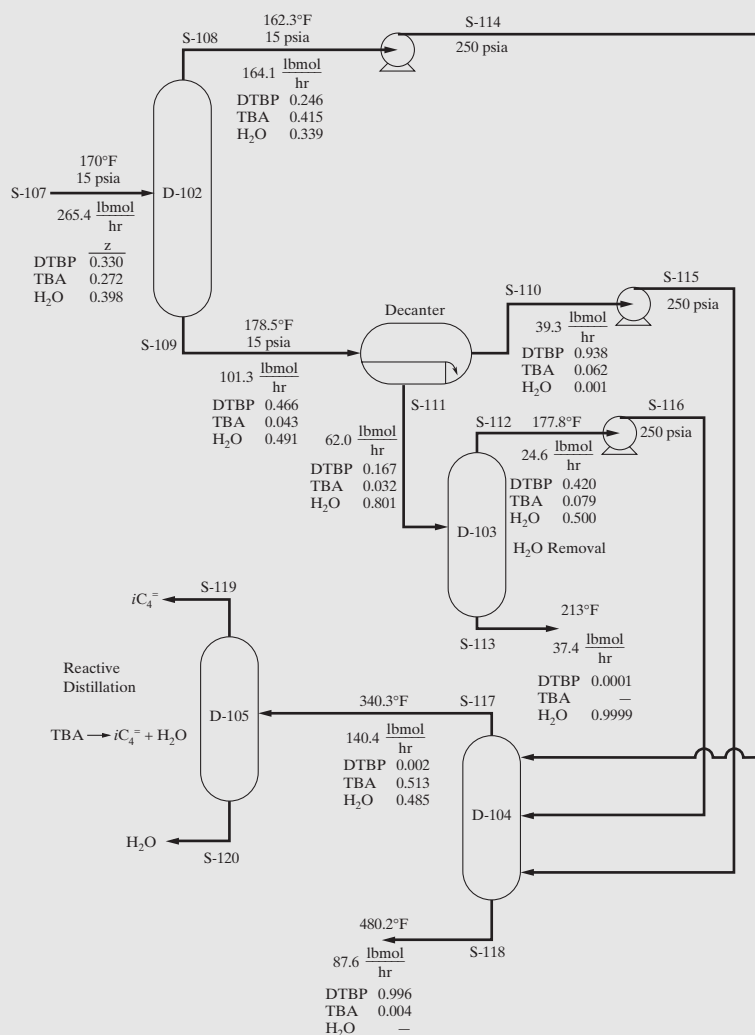 S-108
162.3°F
15 psia
S-114
250 psia
164.1 lbmol/hr
DTBP 0.246
TBA 0.415
H₂O 0.339
170°F
15 psia
S-107
D-102
265.4 lbmol/hr
z
DTBP 0.330
TBA 0.272
H₂O 0.398
S-109
178.5°F
15 psia
101.3 lbmol/hr
DTBP 0.466
TBA 0.043
H₂O 0.491
Decanter
S-110
S-115
250 psia
39.3 lbmol/hr
DTBP 0.938
TBA 0.062
H₂O 0.001
S-111
62.0 lbmol/hr
DTBP 0.167
TBA 0.032
H₂O 0.801
S-112
177.8°F
S-116
250 psia
24.6 lbmol/hr
DTBP 0.420
TBA 0.079
H₂O 0.500
D-103
H₂O Removal
S-113
213°F
37.4 lbmol/hr
DTBP 0.0001
TBA —
H₂O 0.9999
S-119
iC₄⁼
Reactive
Distillation
TBA → iC₄⁼ + H₂O
D-105
H₂O
S-120
340.3°F
S-117
140.4 lbmol/hr
DTBP 0.002
TBA 0.513
H₂O 0.485
D-104
480.2°F
S-118
87.6 lbmol/hr
DTBP 0.996
TBA 0.004
H₂O —